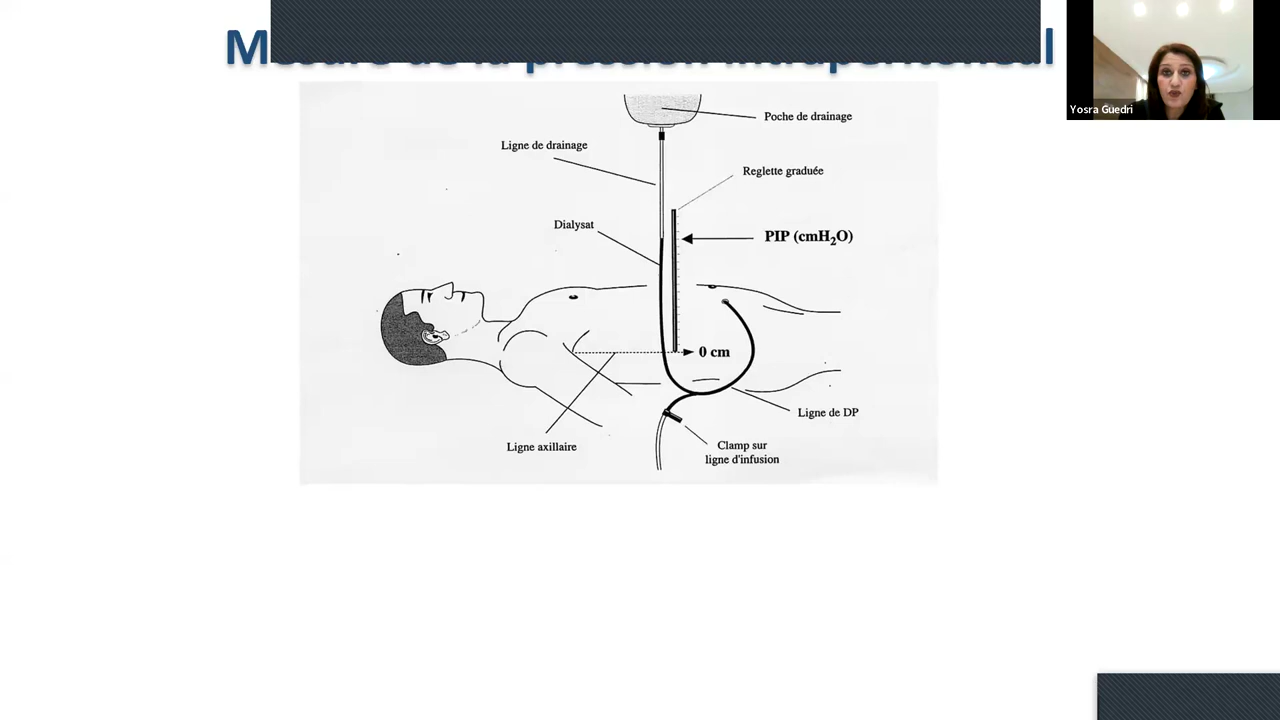 Yosra Guedri
Poche de drainage
Ligne de drainage
Reglette graduée
Dialysat
PIP (cmH2O)
0 cm
Ligne de DP
Ligne axillaire
Clamp sur
ligne d'infusion